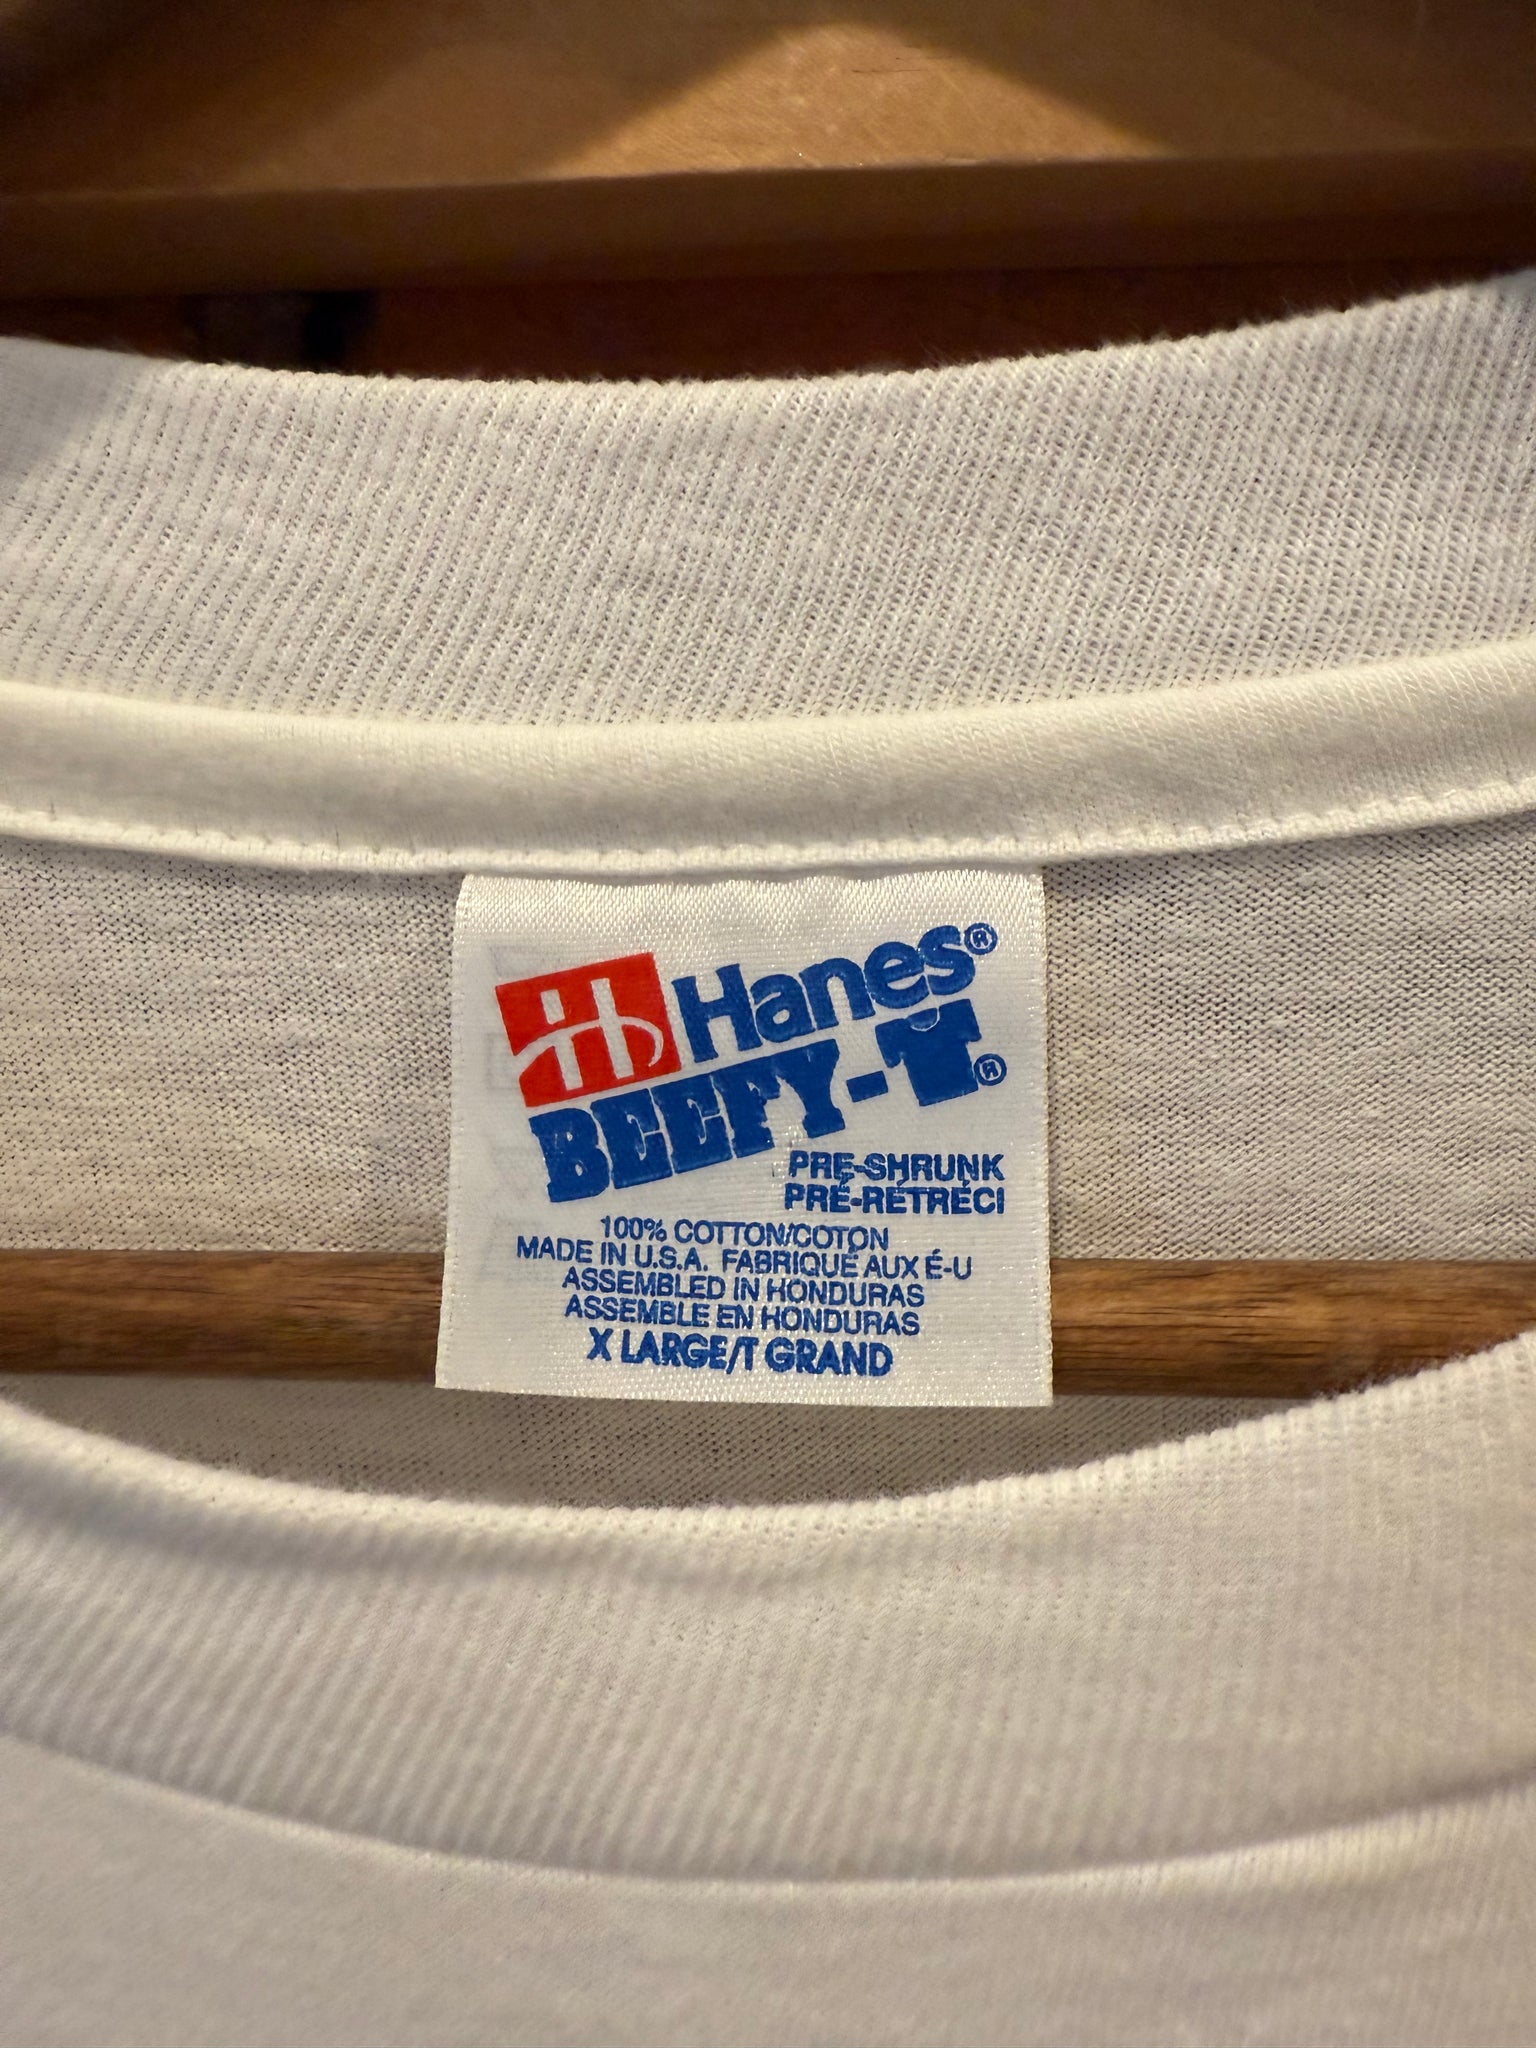 Hanes®
BEEFY-T®
PRE-SHRUNK
PRÉ-RÉTRÉCI
100% COTTON/COTON
MADE IN U.S.A. FABRIQUÉ AUX É-U
ASSEMBLED IN HONDURAS
ASSEMBLE EN HONDURAS
X LARGE/T GRAND